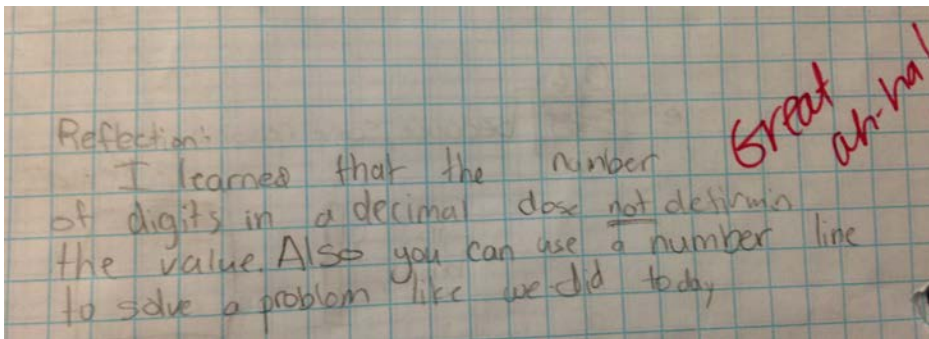 Reflection:
I learned that the number
of digits in a decimal dose not detirmin
the value. Also you can use a number line
to solve a problem like we did today
Great
ah-ha!